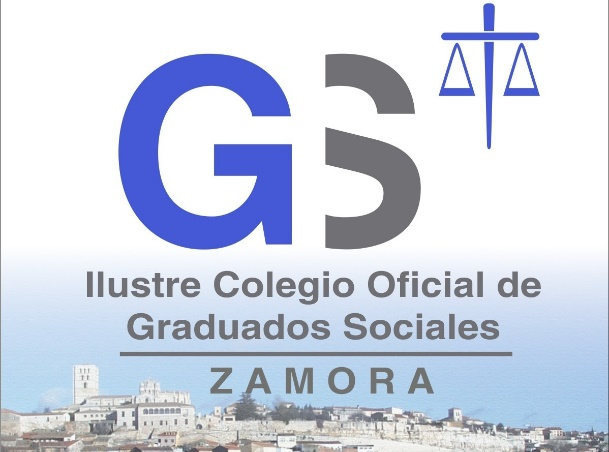 GS
Ilustre Colegio Oficial de
Graduados Sociales
ZAMORA